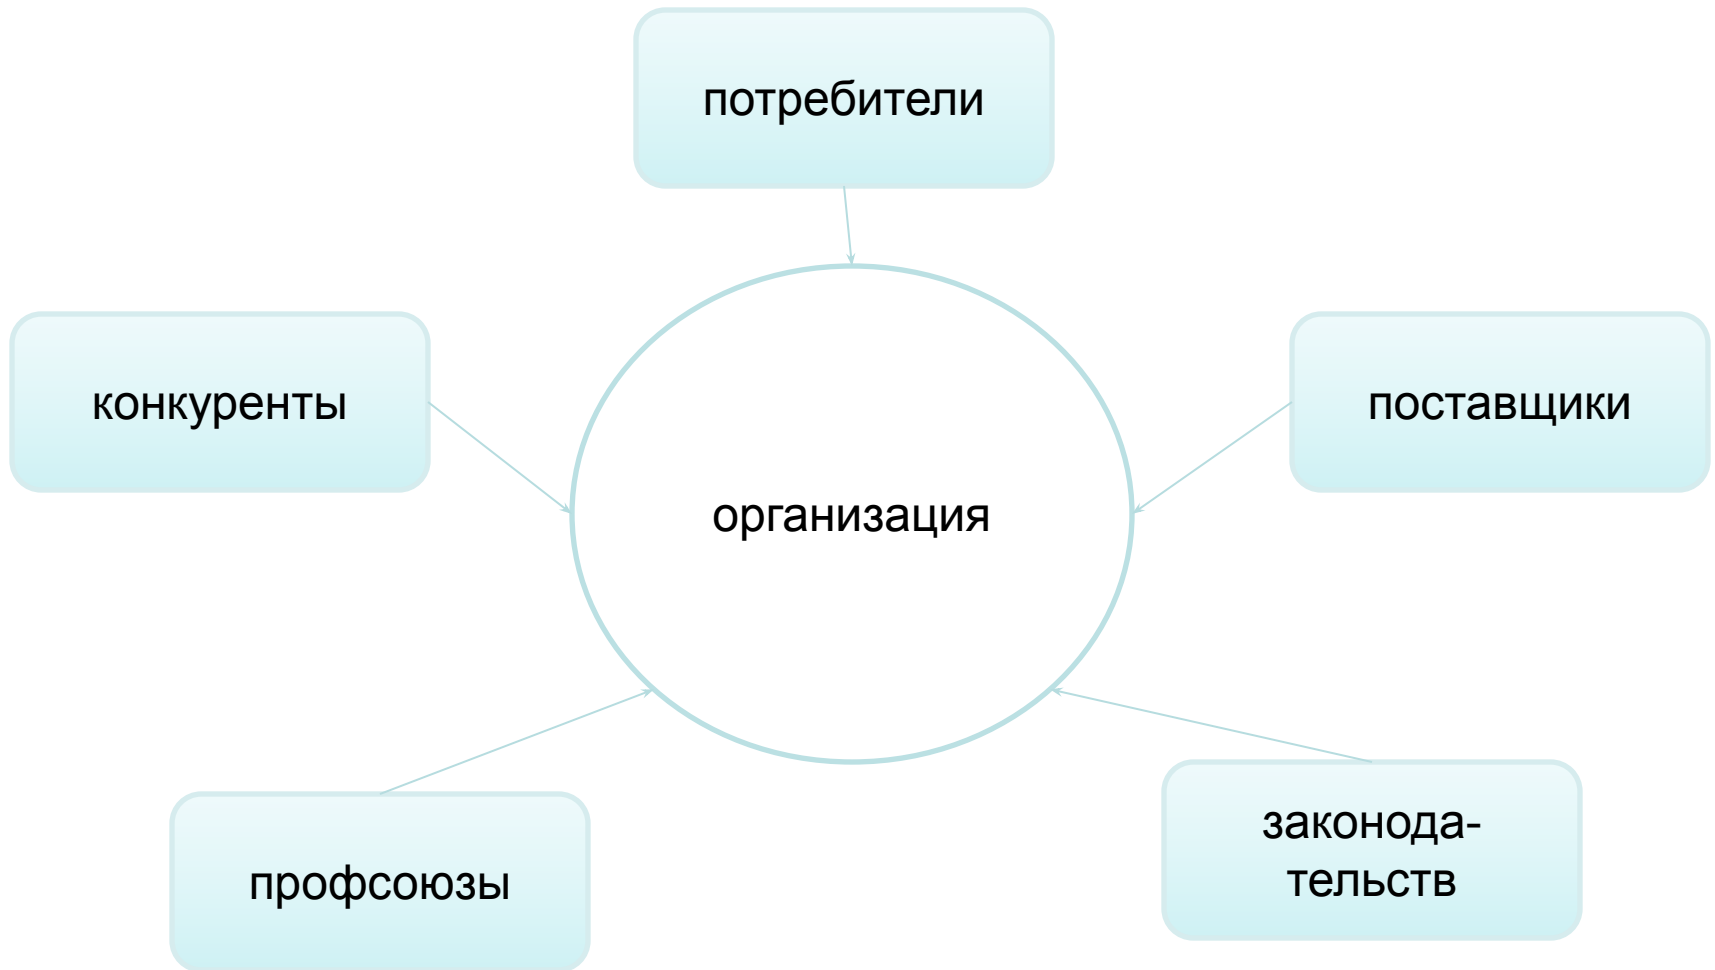 потребители
конкуренты
поставщики
организация
законода-
тельств
профсоюзы